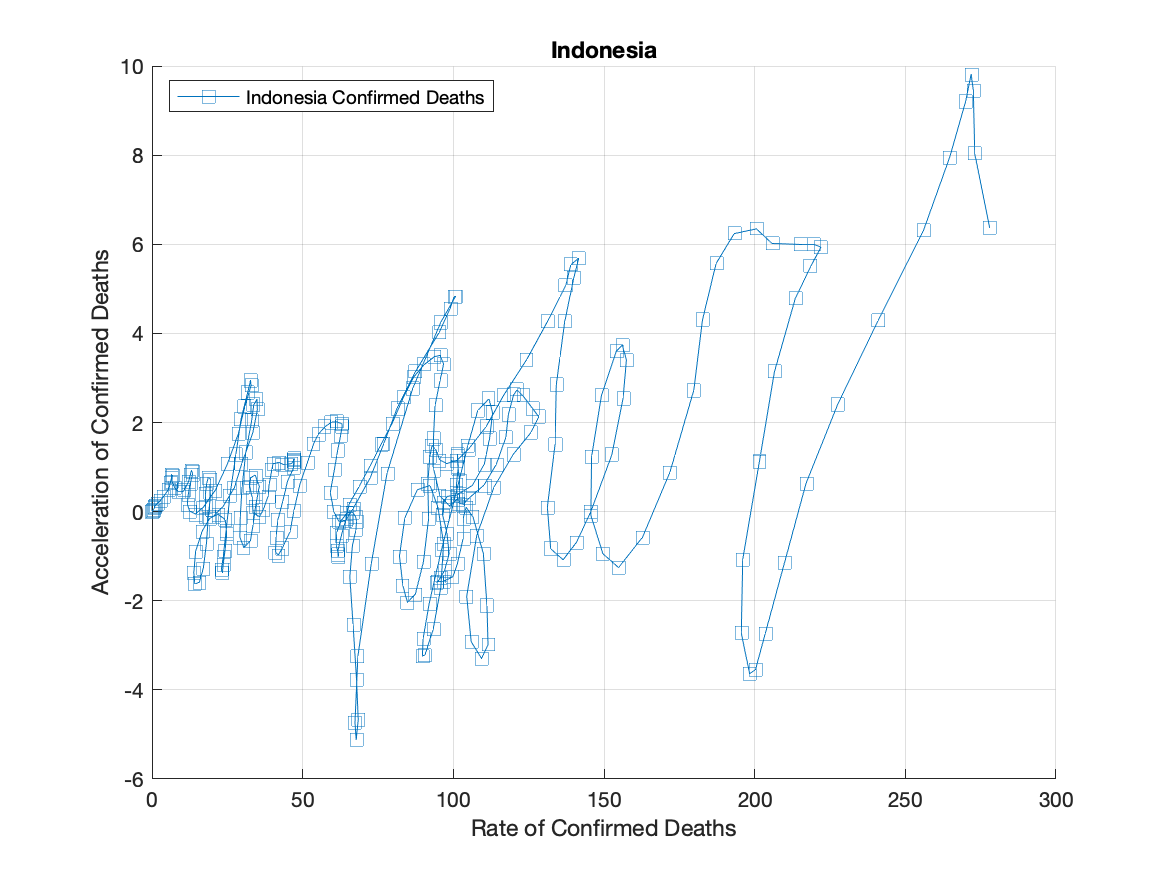 Indonesia
Indonesia Confirmed Deaths
10
8
6
4
2
0
-2
-4
-6
Acceleration of Confirmed Deaths
0 50 100 150 200 250 300
Rate of Confirmed Deaths